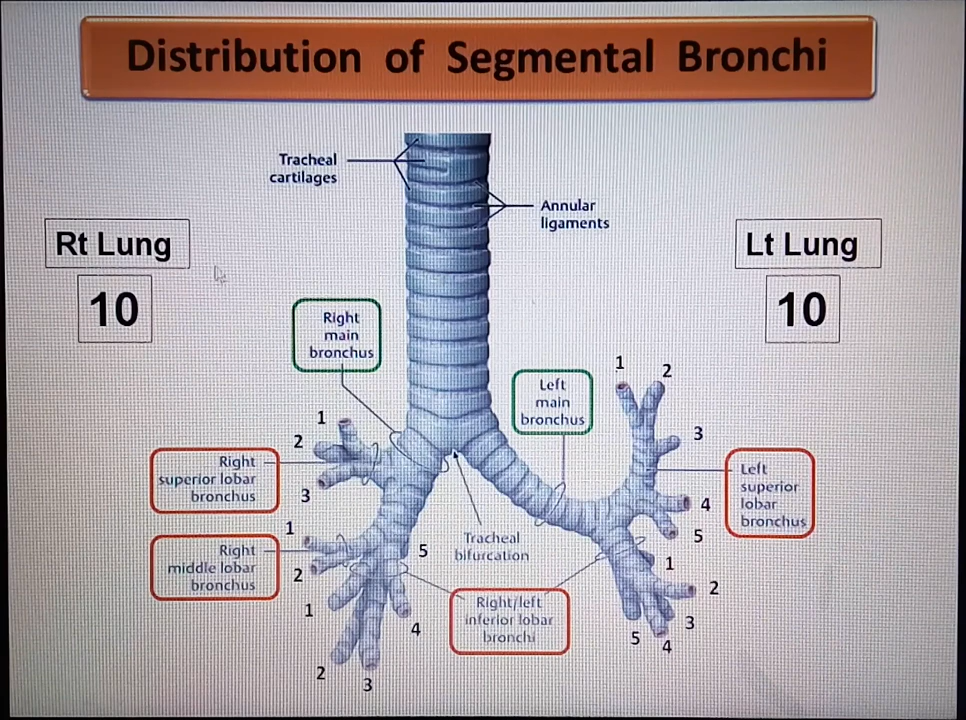 Distribution of Segmental Bronchi
Tracheal
cartilages
Annular
ligaments
Rt Lung
10
Lt Lung
10
Right
main
bronchus
Left
main
bronchus
1
2
3
4
5
Left
superior
lobar
bronchus
1
2
3
Right
superior lobar
bronchus
1
2
Right
middle lobar
bronchus
Tracheal
bifurcation
1
2
3
4
5
Right/left
inferior lobar
bronchi
1
2
3
4
5